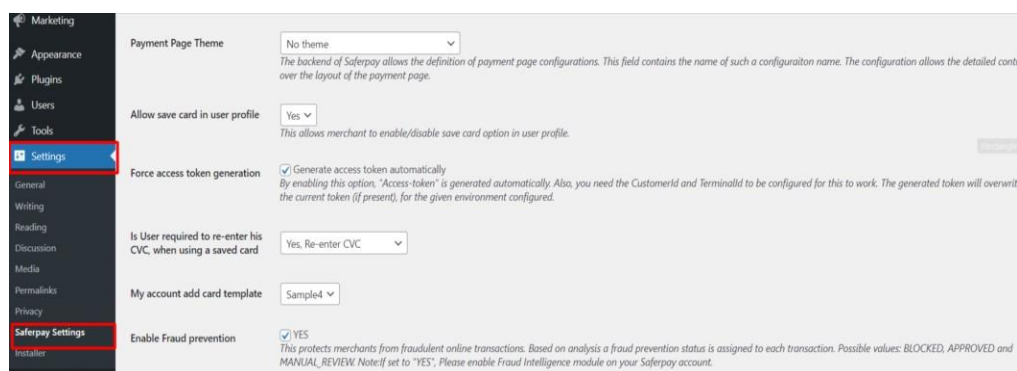 Marketing
Appearance
Plugins
Users
Tools
Settings
General
Writing
Reading
Discussion
Media
Permalinks
Privacy
Saferpay Settings
Installer
Payment Page Theme
No theme
The backend of Saferpay allows the definition of payment page configurations. This field contains the name of such a configuraiton name. The configuration allows the detailed cont
over the layout of the payment page.
Allow save card in user profile
Yes
This allows merchant to enable/disable save card option in user profile.
Rectangle
Force access token generation
Generate access token automatically
By enabling this option, "Access-token" is generated automatically. Also, you need the CustomerId and TerminalId to be configured for this to work. The generated token will overwrit
the current token (if present), for the given environment configured.
Is User required to re-enter his
CVC, when using a saved card
Yes, Re-enter CVC
My account add card template
Sample4
Enable Fraud prevention
YES
This protects merchants from fraudulent online transactions. Based on analysis a fraud prevention status is assigned to each transaction. Possible values: BLOCKED, APPROVED and
MANUAL_REVIEW. Note:If set to "YES", Please enable Fraud Intelligence module on your Saferpay account.